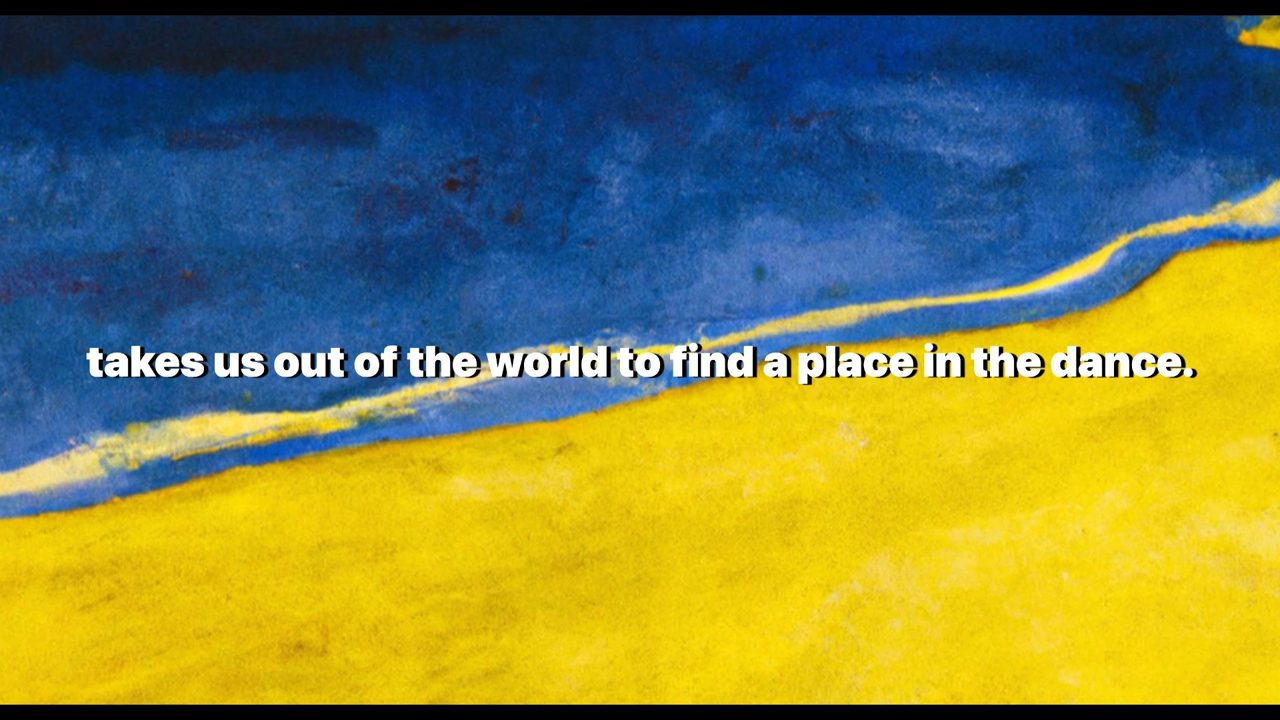 takes us out of the world to find a place in the dance.